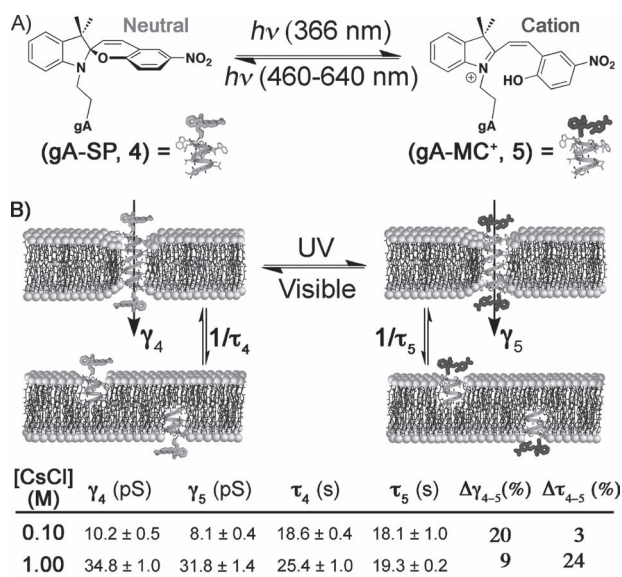 A)
Neutral
hν (366 nm)
hν (460-640 nm)
Cation
N
O
NO₂
gA
(gA-SP, 4) =
N
⊕
HO
NO₂
gA
(gA-MC⁺, 5) =
B)
UV
Visible
γ₄
1/τ₄
1/τ₅
γ₅
[CsCl] (M) γ₄ (pS) γ₅ (pS) τ₄ (s) τ₅ (s) Δγ₄₋₅(%) Δτ₄₋₅ (%)
0.10 10.2 ± 0.5 8.1 ± 0.4 18.6 ± 0.4 18.1 ± 1.0 20 3
1.00 34.8 ± 1.0 31.8 ± 1.4 25.4 ± 1.0 19.3 ± 0.2 9 24